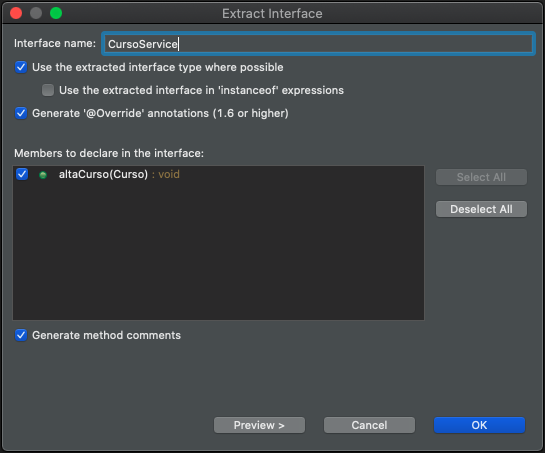 Extract Interface
Interface name: CursoService
Use the extracted interface type where possible
Use the extracted interface in 'instanceof' expressions
Generate '@Override' annotations (1.6 or higher)
Members to declare in the interface:
altaCurso(Curso) : void
Select All
Deselect All
Generate method comments
Preview >
Cancel
OK